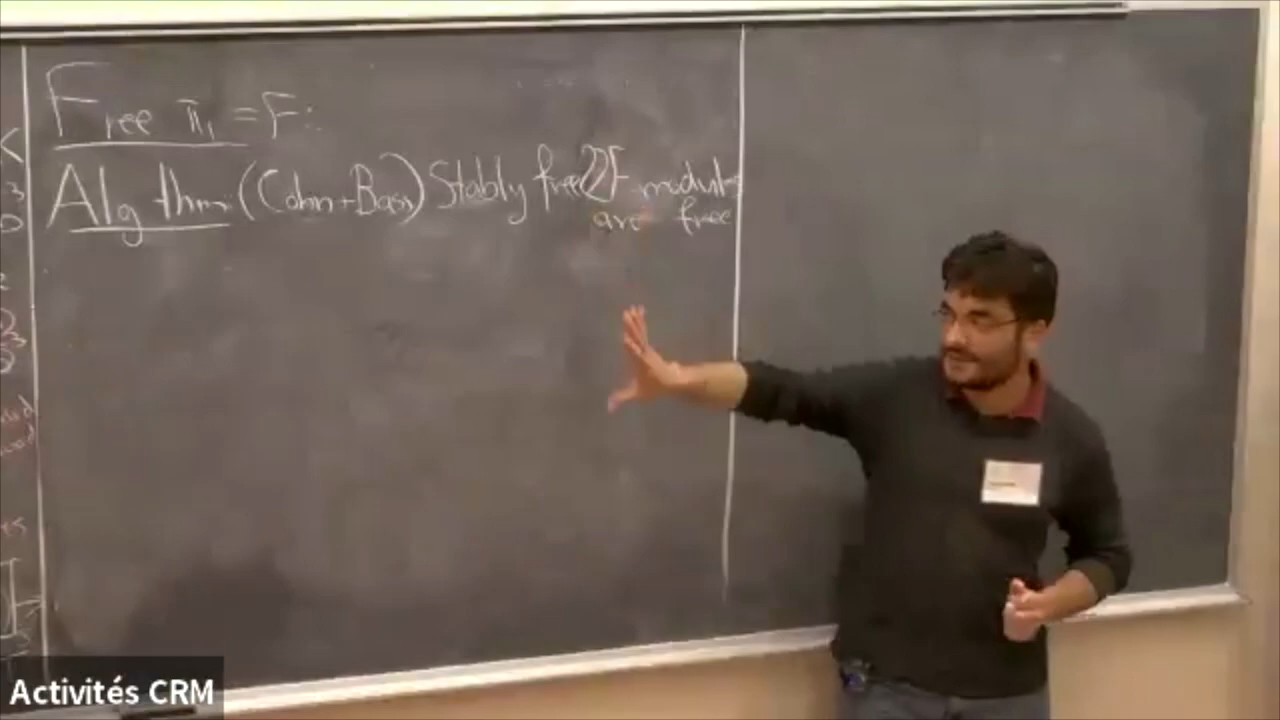 Free π₁ = F:
Alg thm (Cohn + Bass) Stably free ZF modules
are free
Activités CRM